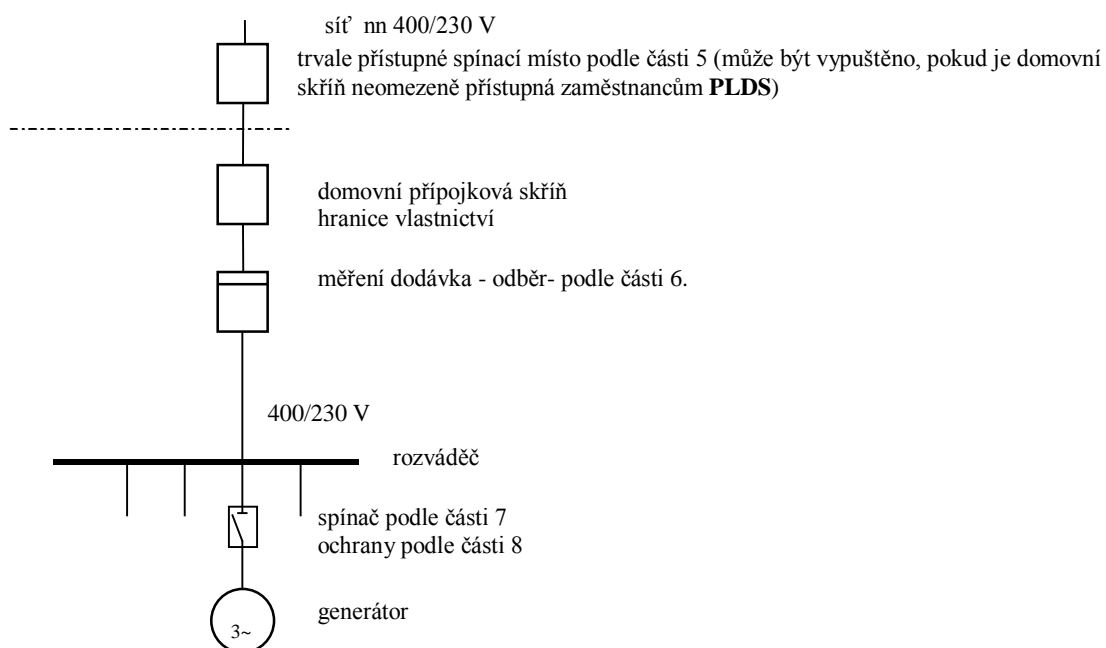 síť nn 400/230 V
trvale přístupné spínací místo podle části 5 (může být vypuštěno, pokud je domovní
skříň neomezeně přístupná zaměstnancům PLDS)
domovní přípojková skříň
hranice vlastnictví
měření dodávka - odběr- podle části 6.
400/230 V
rozváděč
spínač podle části 7
ochrany podle části 8
generátor
3~